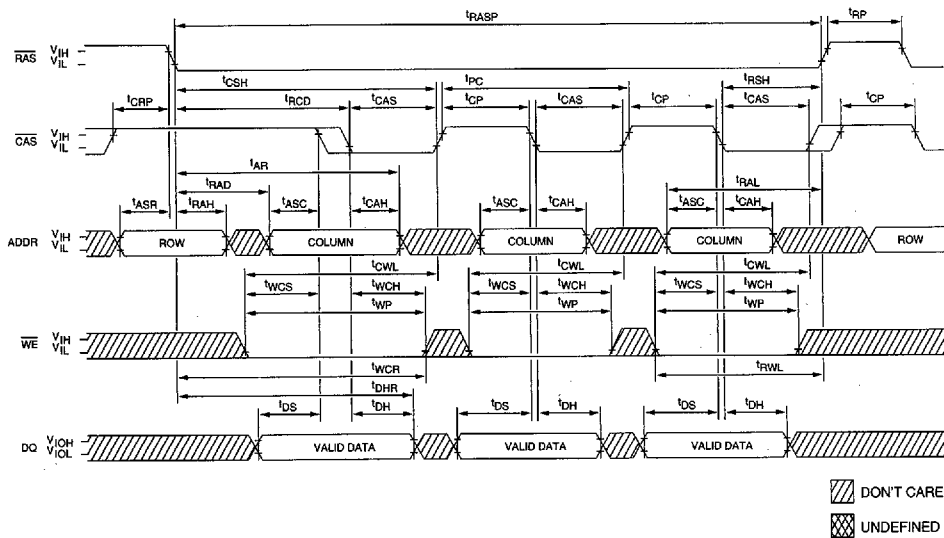 tRASP tRP
RAS VIH
VIL
tCSH tPC tRSH
tCRP tRCD tCAS tCP tCAS tCP tCAS tCP
CAS VIH
VIL
tAR
tRAD tRAL
tASR tRAH tASC tCAH tASC tCAH tASC tCAH
ADDR VIH
VIL
ROW COLUMN COLUMN COLUMN ROW
tCWL tCWL tCWL
tWCS tWCH tWCS tWCH tWCS tWCH
tWP tWP tWP
WE VIH
VIL
tWCR tRWL
tDHR
tDS tDH tDS tDH tDS tDH
DQ VIOH
VIOL
VALID DATA VALID DATA VALID DATA
DON'T CARE
UNDEFINED